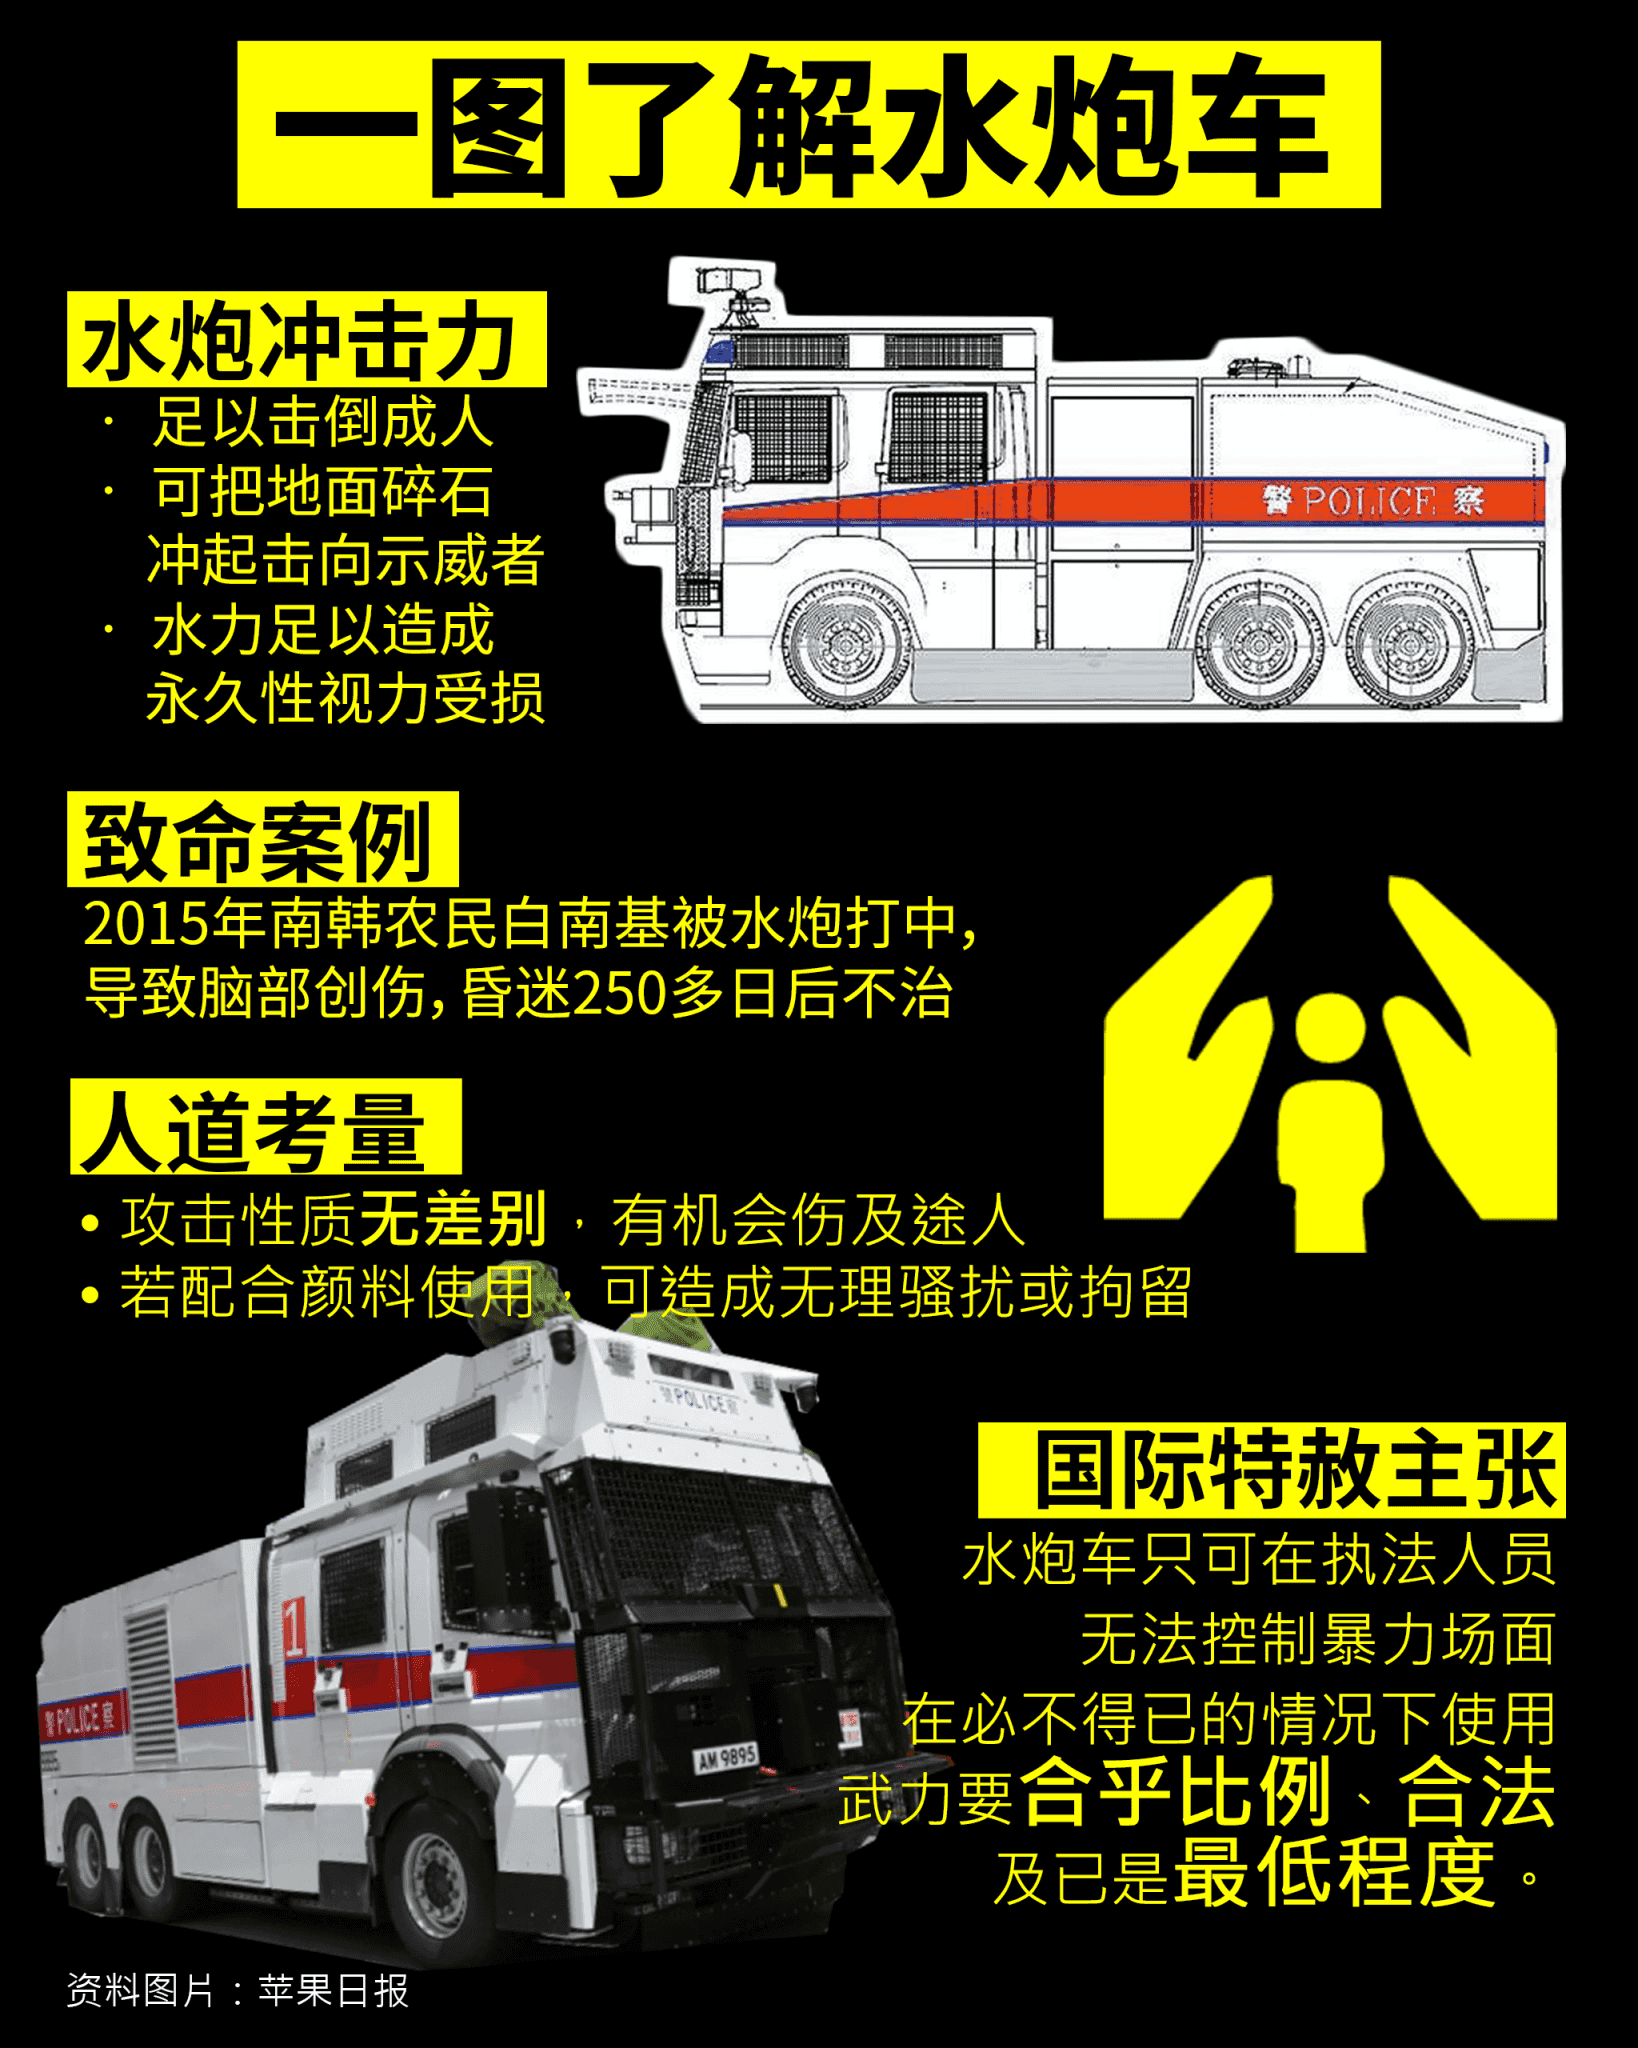 一图了解水炮车
水炮冲击力
· 足以击倒成人
· 可把地面碎石
冲起击向示威者
· 水力足以造成
永久性视力受损
警 POLICE 察
致命案例
2015年南韩农民白南基被水炮打中，
导致脑部创伤，昏迷250多日后不治
人道考量
• 攻击性质无差别，有机会伤及途人
• 若配合颜料使用，可造成无理骚扰或拘留
警 POLICE 察
1
警 POLICE 察
AM 9895
国际特赦主张
水炮车只可在执法人员
无法控制暴力场面
在必不得已的情况下使用
武力要合乎比例、合法
及已是最低程度。
资料图片：苹果日报